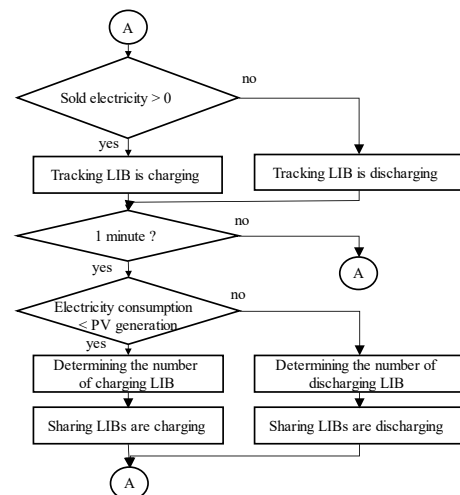 A
Sold electricity > 0
no
yes
Tracking LIB is charging
Tracking LIB is discharging
1 minute ?
no
yes
A
Electricity consumption
< PV generation
no
yes
Determining the number
of charging LIB
Determining the number of
discharging LIB
Sharing LIBs are charging
Sharing LIBs are discharging
A